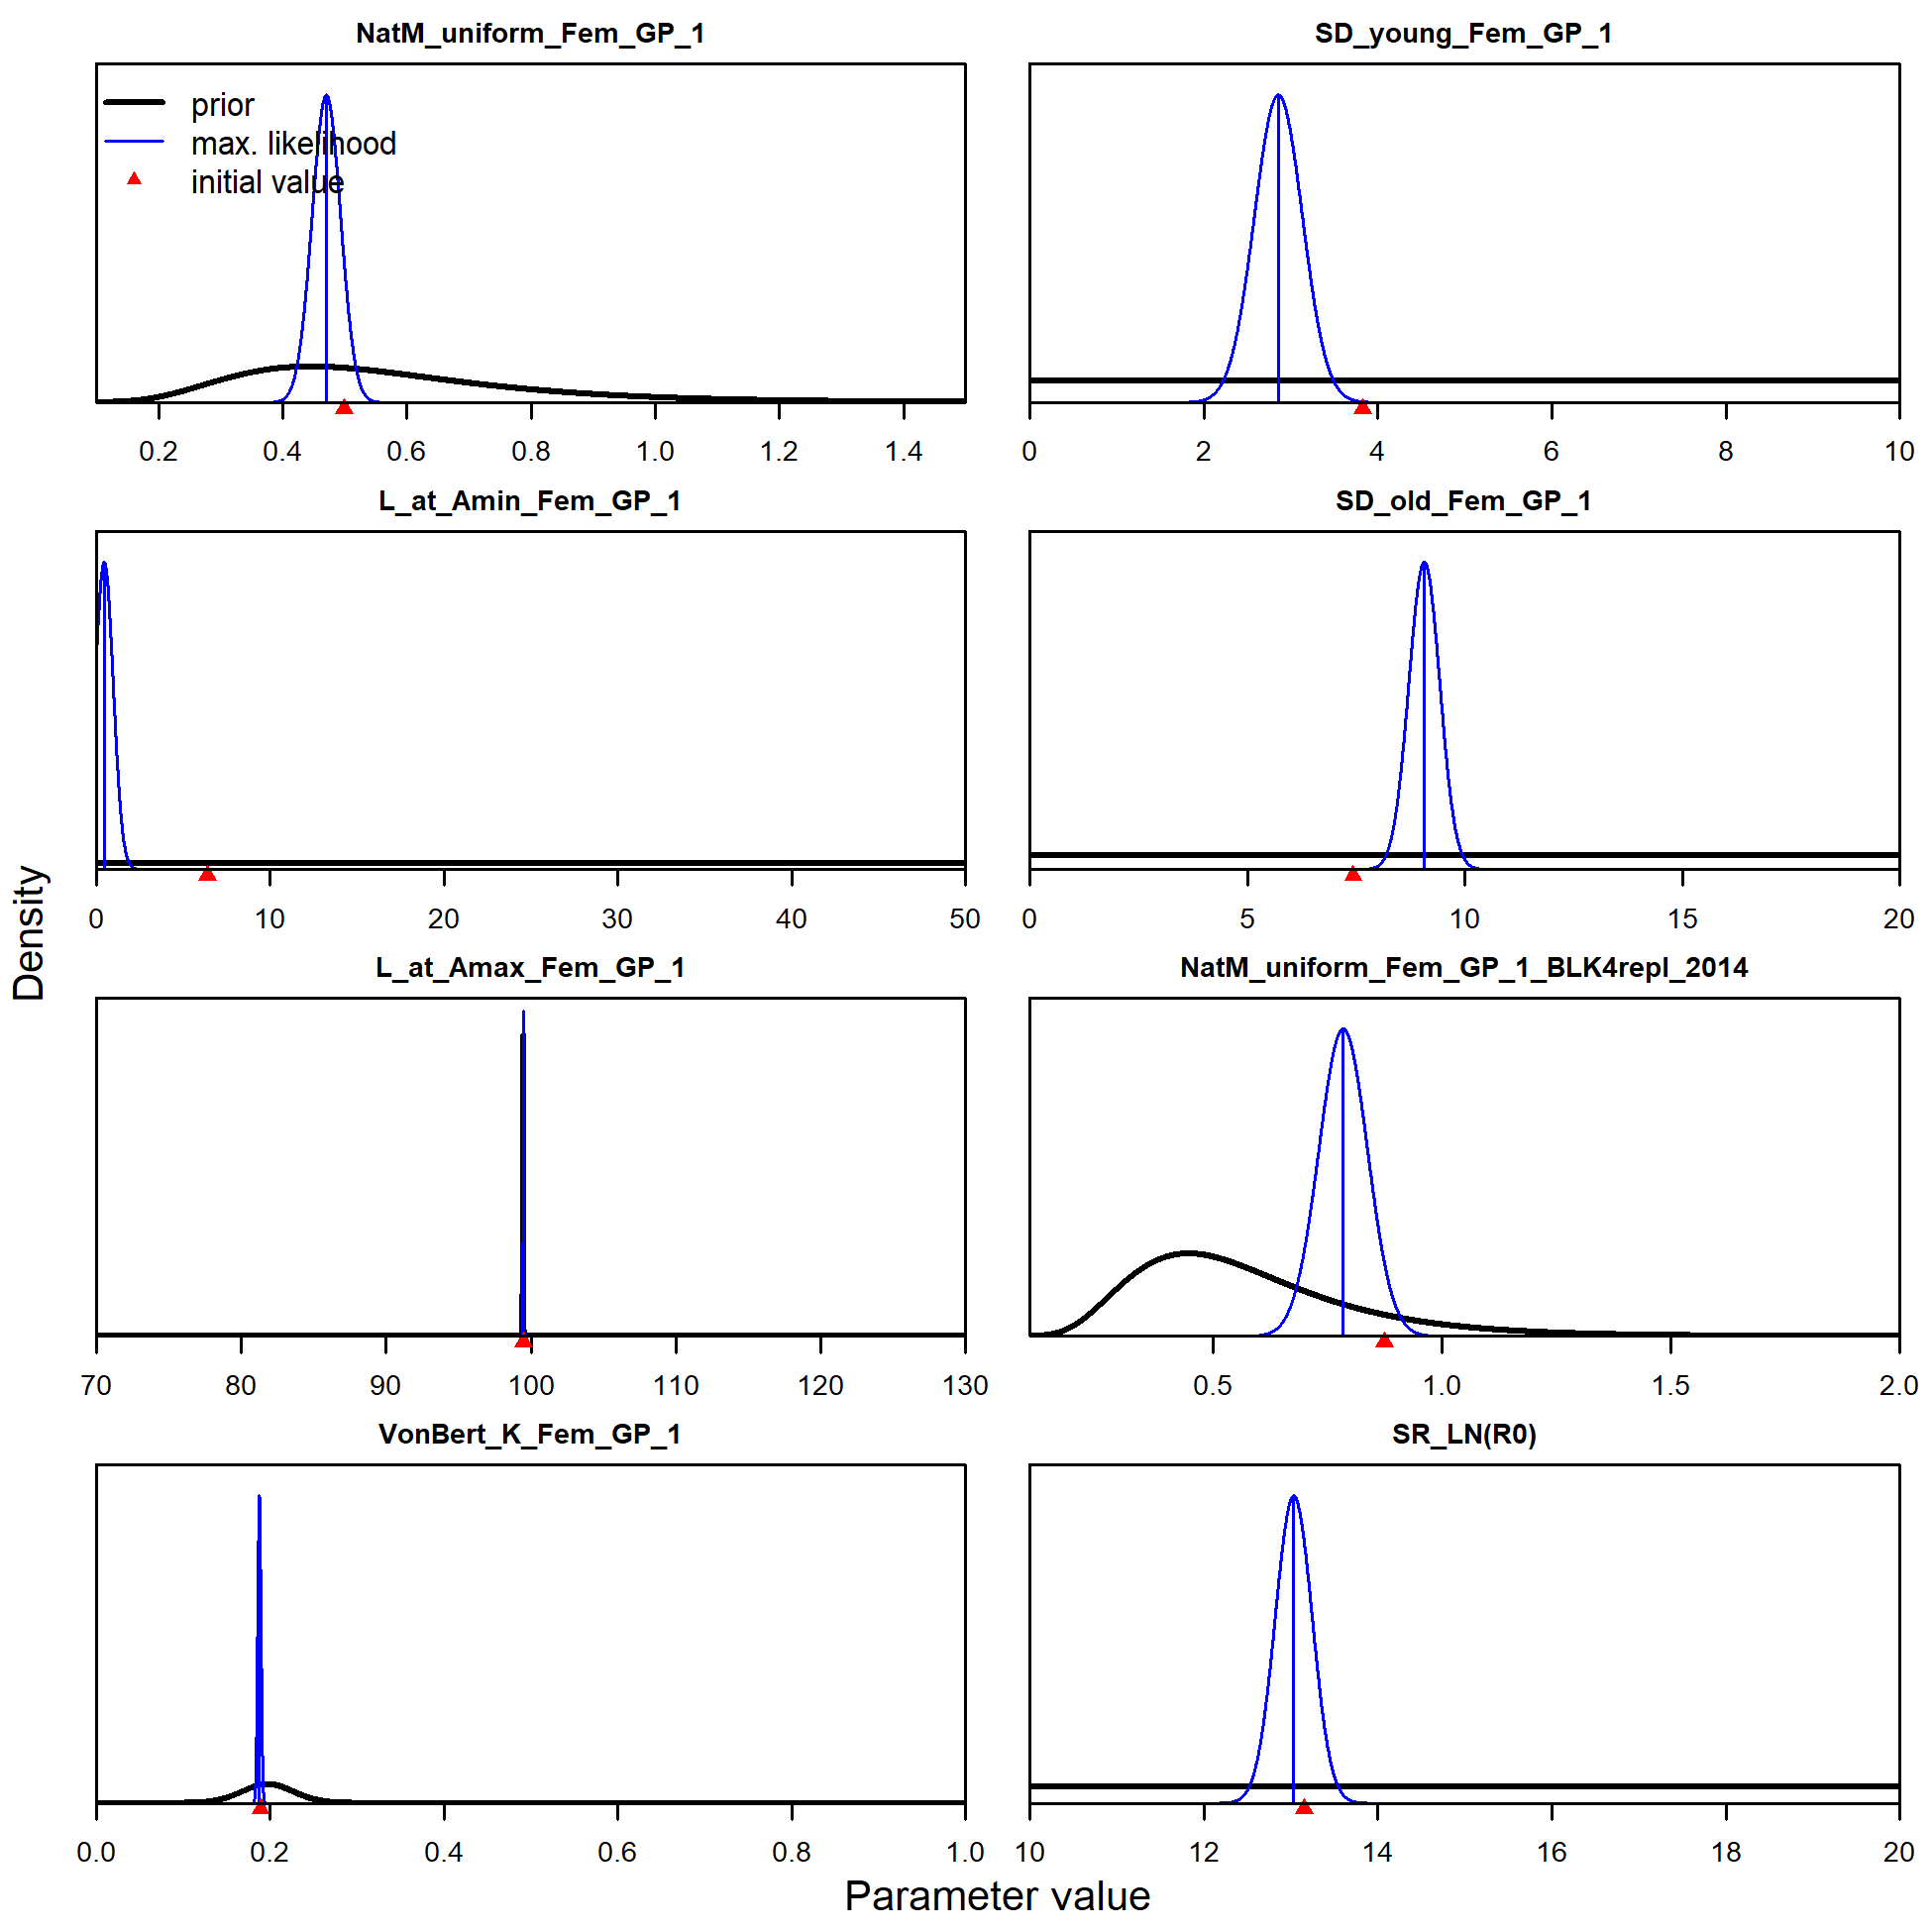 NatM_uniform_Fem_GP_1
prior
max. likelihood
initial value
0.2 0.4 0.6 0.8 1.0 1.2 1.4
SD_young_Fem_GP_1
0 2 4 6 8 10
L_at_Amin_Fem_GP_1
0 10 20 30 40 50
SD_old_Fem_GP_1
0 5 10 15 20
Density
L_at_Amax_Fem_GP_1
70 80 90 100 110 120 130
NatM_uniform_Fem_GP_1_BLK4repl_2014
0.5 1.0 1.5 2.0
VonBert_K_Fem_GP_1
0.0 0.2 0.4 0.6 0.8 1.0
SR_LN(R0)
10 12 14 16 18 20
Parameter value